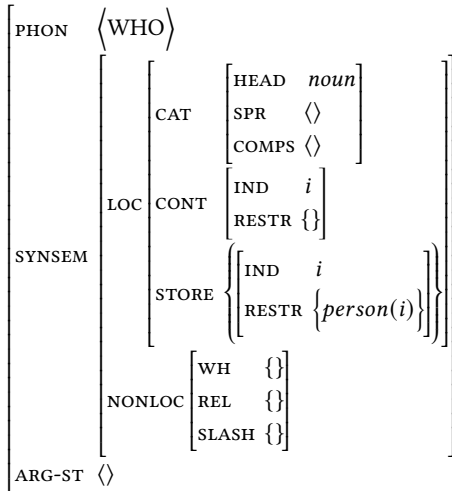 PHON ⟨WHO⟩
HEAD noun
CAT SPR ⟨⟩
COMPS ⟨⟩
IND i
LOC CONT
RESTR {}
SYNSEM
IND i
STORE
RESTR {person(i)}
WH {}
NONLOC REL {}
SLASH {}
ARG-ST ⟨⟩